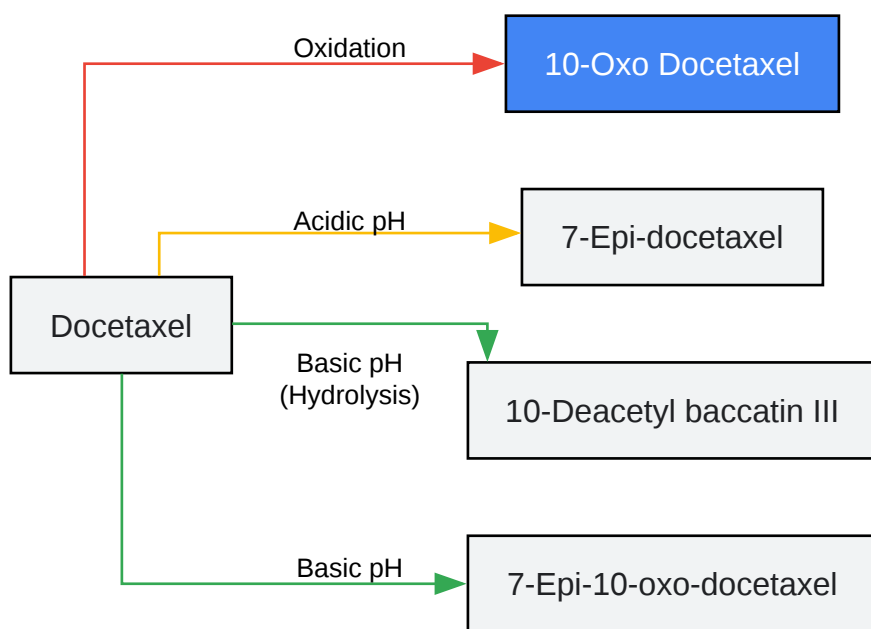 Oxidation
10-Oxo Docetaxel
Acidic pH
7-Epi-docetaxel
Docetaxel
Basic pH
(Hydrolysis)
10-Deacetyl baccatin III
Basic pH
7-Epi-10-oxo-docetaxel